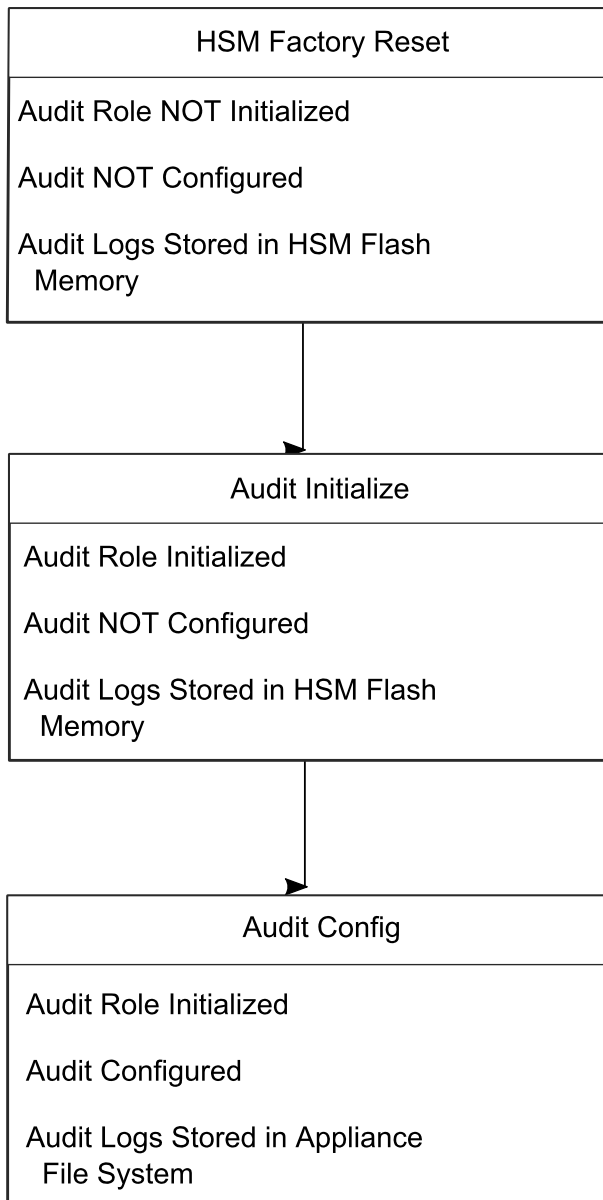 HSM Factory Reset
Audit Role NOT Initialized
Audit NOT Configured
Audit Logs Stored in HSM Flash
Memory
Audit Initialize
Audit Role Initialized
Audit NOT Configured
Audit Logs Stored in HSM Flash
Memory
Audit Config
Audit Role Initialized
Audit Configured
Audit Logs Stored in Appliance
File System